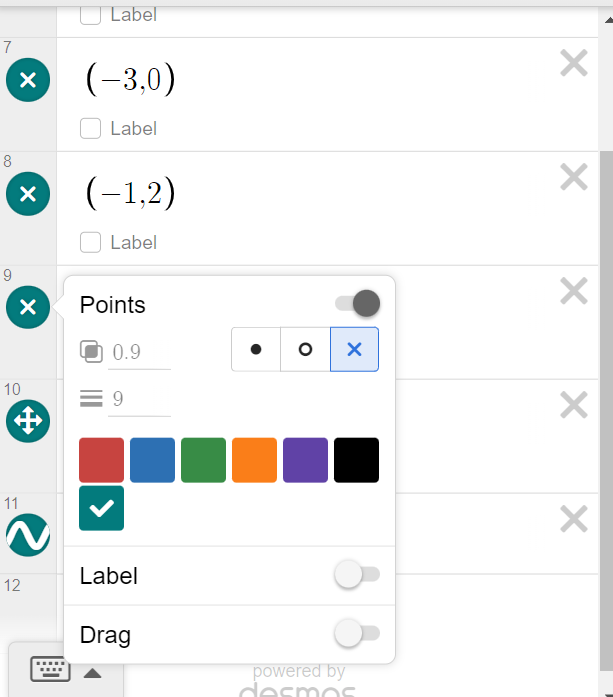 Label
7
(−3,0)
Label
8
(−1,2)
Label
9
Points
0.9
9
10
11
Label
12
Drag
powered by
desmos